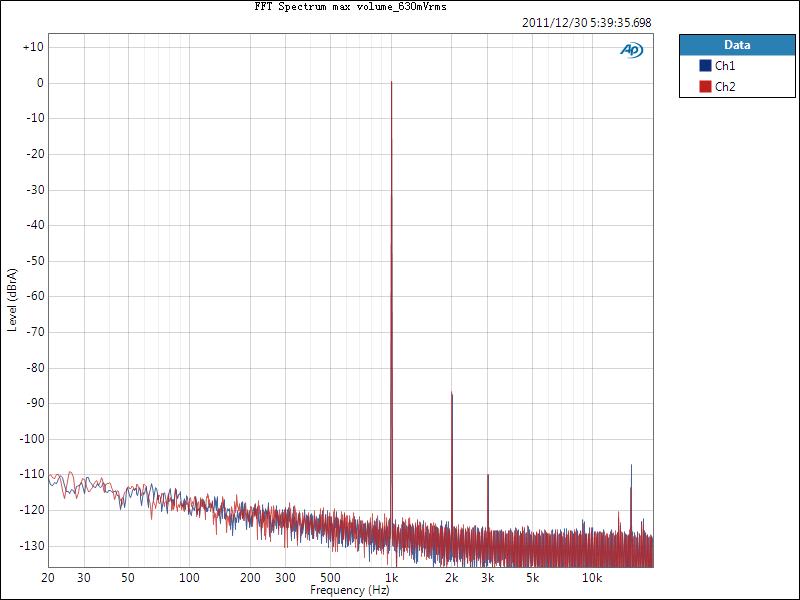 FFT Spectrum max volume_630mVrms
2011/12/30 5:39:35.698
AP
Data
Ch1
Ch2
+10
0
-10
-20
-30
-40
-50
-60
-70
-80
-90
-100
-110
-120
-130
Level (dBrA)
20 30 50 100 200 300 500 1k 2k 3k 5k 10k
Frequency (Hz)